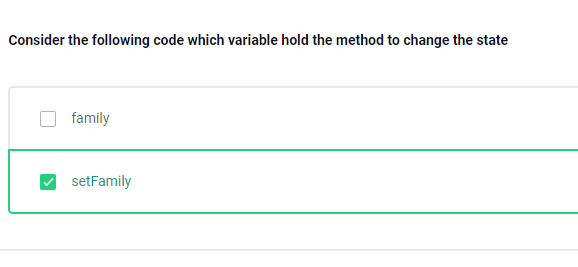 Consider the following code which variable hold the method to change the state
family
setFamily